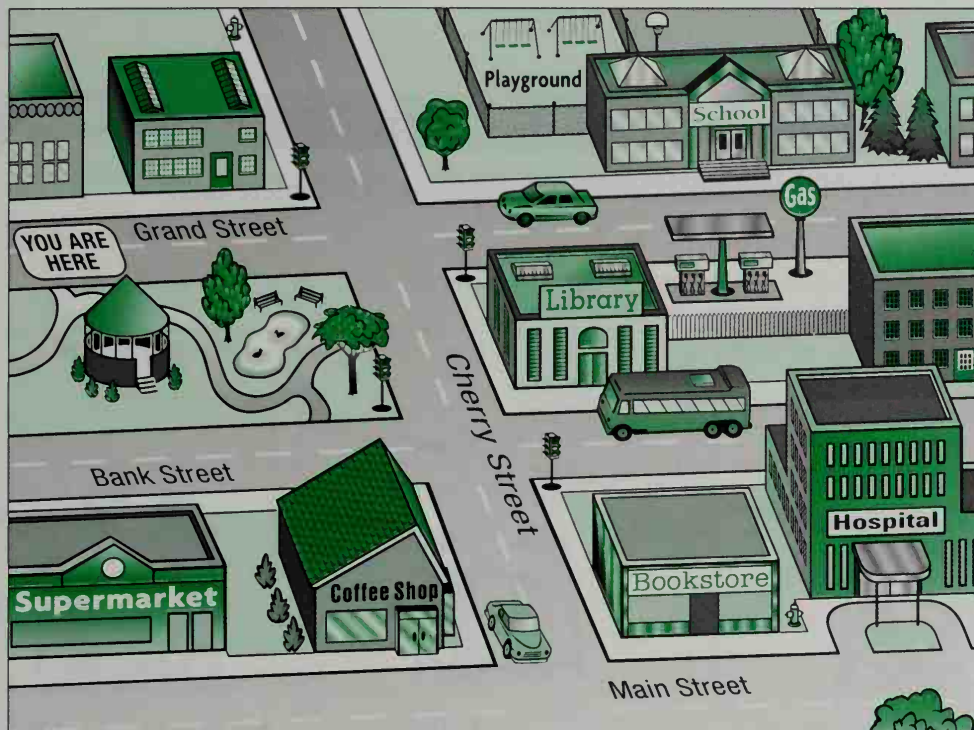 Playground
School
Gas
Grand Street
YOU ARE
HERE
Library
Cherry Street
Bank Street
Hospital
Supermarket
Coffee Shop
Bookstore
Main Street